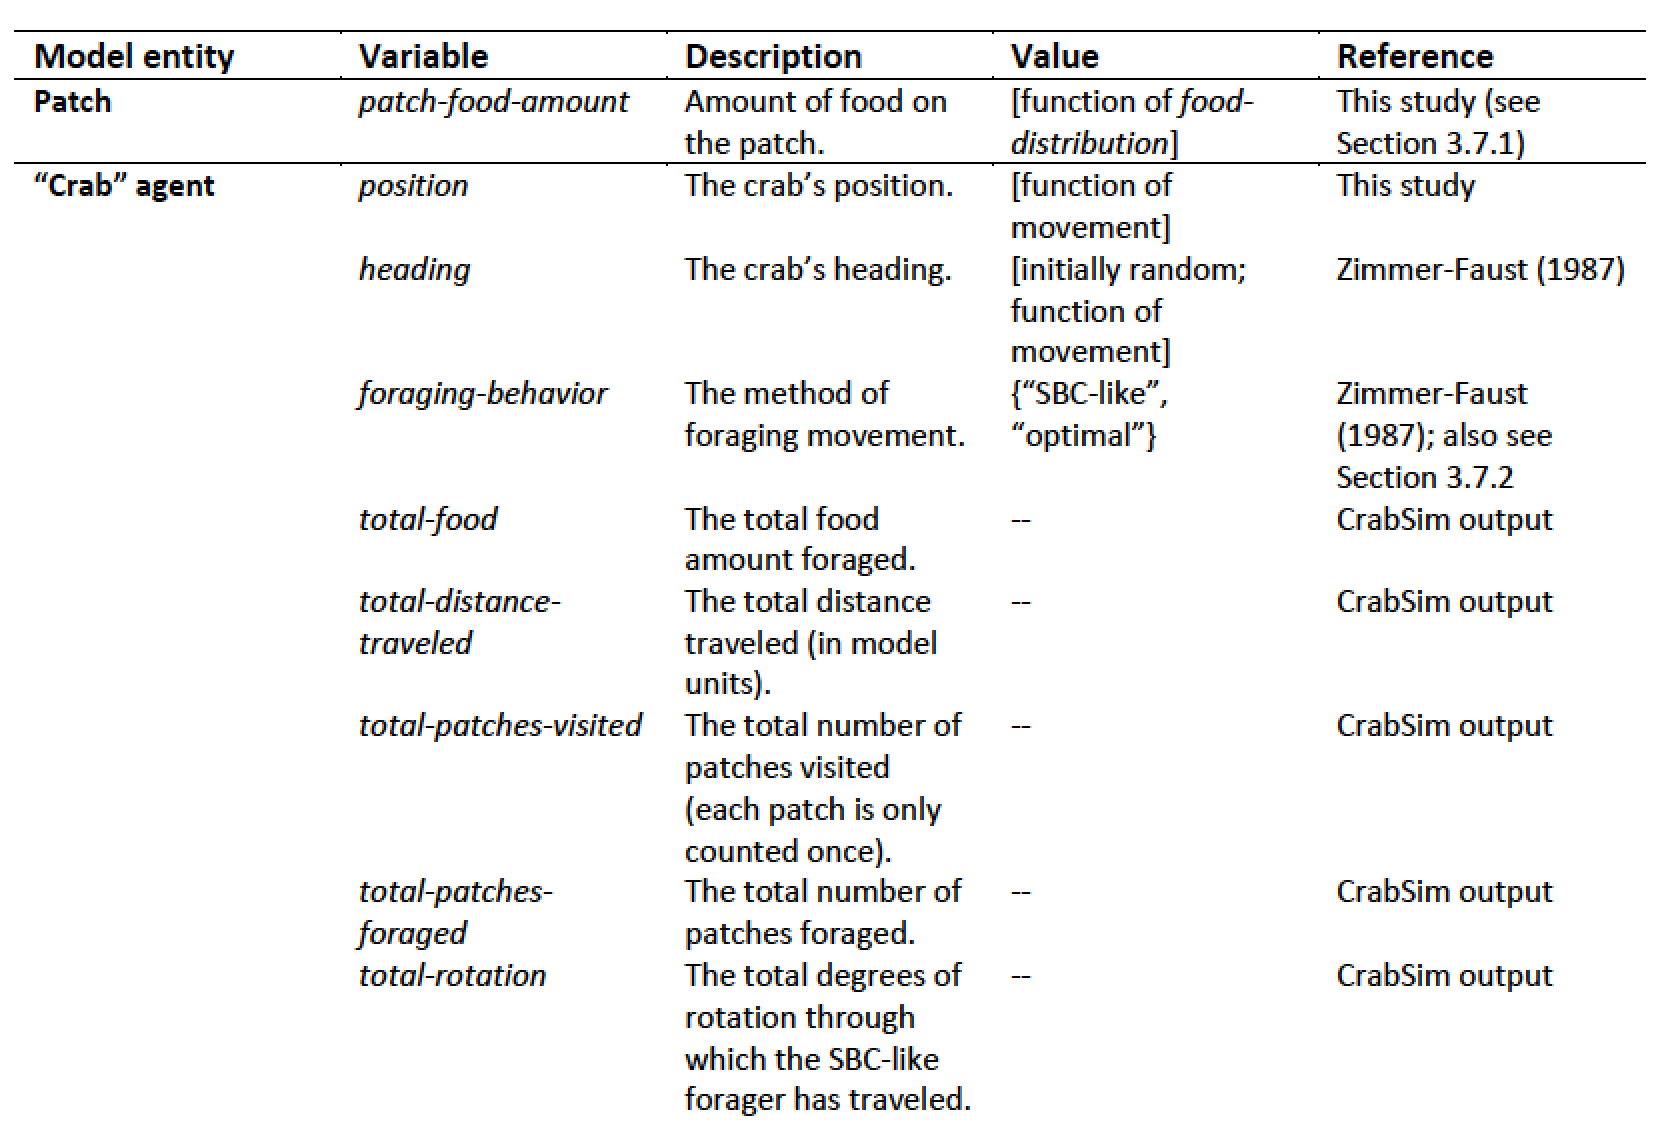 Model entity Variable Description Value Reference
Patch patch-food-amount Amount of food on [function of food- This study (see
the patch. distribution] Section 3.7.1)
“Crab” agent position The crab’s position. [function of This study
movement]
heading The crab’s heading. [initially random; Zimmer-Faust (1987)
function of
movement]
foraging-behavior The method of {“SBC-like”, Zimmer-Faust
foraging movement. “optimal”} (1987); also see
Section 3.7.2
total-food The total food -- CrabSim output
amount foraged.
total-distance- The total distance -- CrabSim output
traveled traveled (in model
units).
total-patches-visited The total number of -- CrabSim output
patches visited
(each patch is only
counted once).
total-patches- The total number of -- CrabSim output
foraged patches foraged.
total-rotation The total degrees of -- CrabSim output
rotation through
which the SBC-like
forager has traveled.